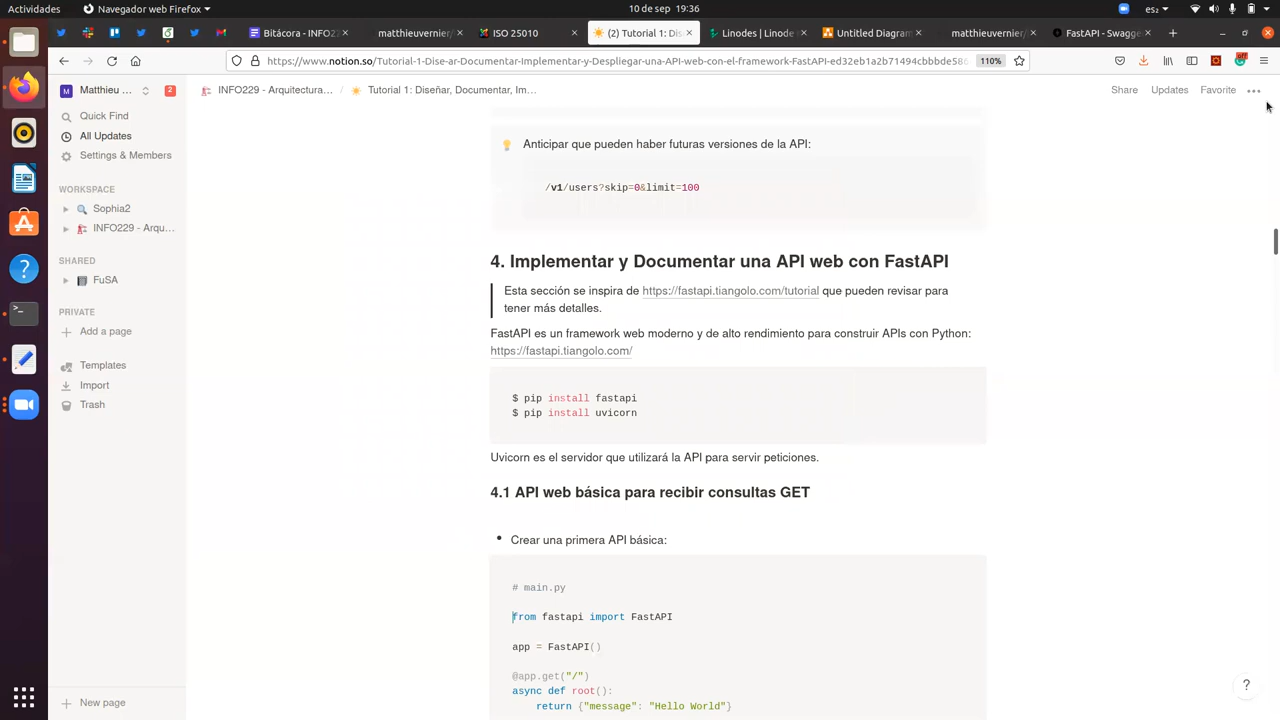 Actividades
Navegador web Firefox
10 de sep 19:36
es₂
Bitácora - INFO229
matthieuvernier/
ISO 25010
(2) Tutorial 1: Dis
Linodes | Linode
Untitled Diagram
matthieuvernier/
FastAPI - Swagge
https://www.notion.so/Tutorial-1-Dise-ar-Documentar-Implementar-y-Despliegar-una-API-web-con-el-framework-FastAPI-ed32eb1a2b71494cbbbde586
110%
M
Matthieu ...
2
INFO229 - Arquitectura...
/
Tutorial 1: Diseñar, Documentar, Im...
Share
Updates
Favorite
Quick Find
All Updates
Settings & Members
WORKSPACE
Sophia2
INFO229 - Arqu...
SHARED
FuSA
PRIVATE
Add a page
Templates
Import
Trash
New page
Anticipar que pueden haber futuras versiones de la API:
/v1/users?skip=0&limit=100
4. Implementar y Documentar una API web con FastAPI
Esta sección se inspira de https://fastapi.tiangolo.com/tutorial que pueden revisar para
tener más detalles.
FastAPI es un framework web moderno y de alto rendimiento para construir APIs con Python:
https://fastapi.tiangolo.com/
$ pip install fastapi
$ pip install uvicorn
Uvicorn es el servidor que utilizará la API para servir peticiones.
4.1 API web básica para recibir consultas GET
• Crear una primera API básica:
# main.py
from fastapi import FastAPI
app = FastAPI()
@app.get("/")
async def root():
return {"message": "Hello World"}
?